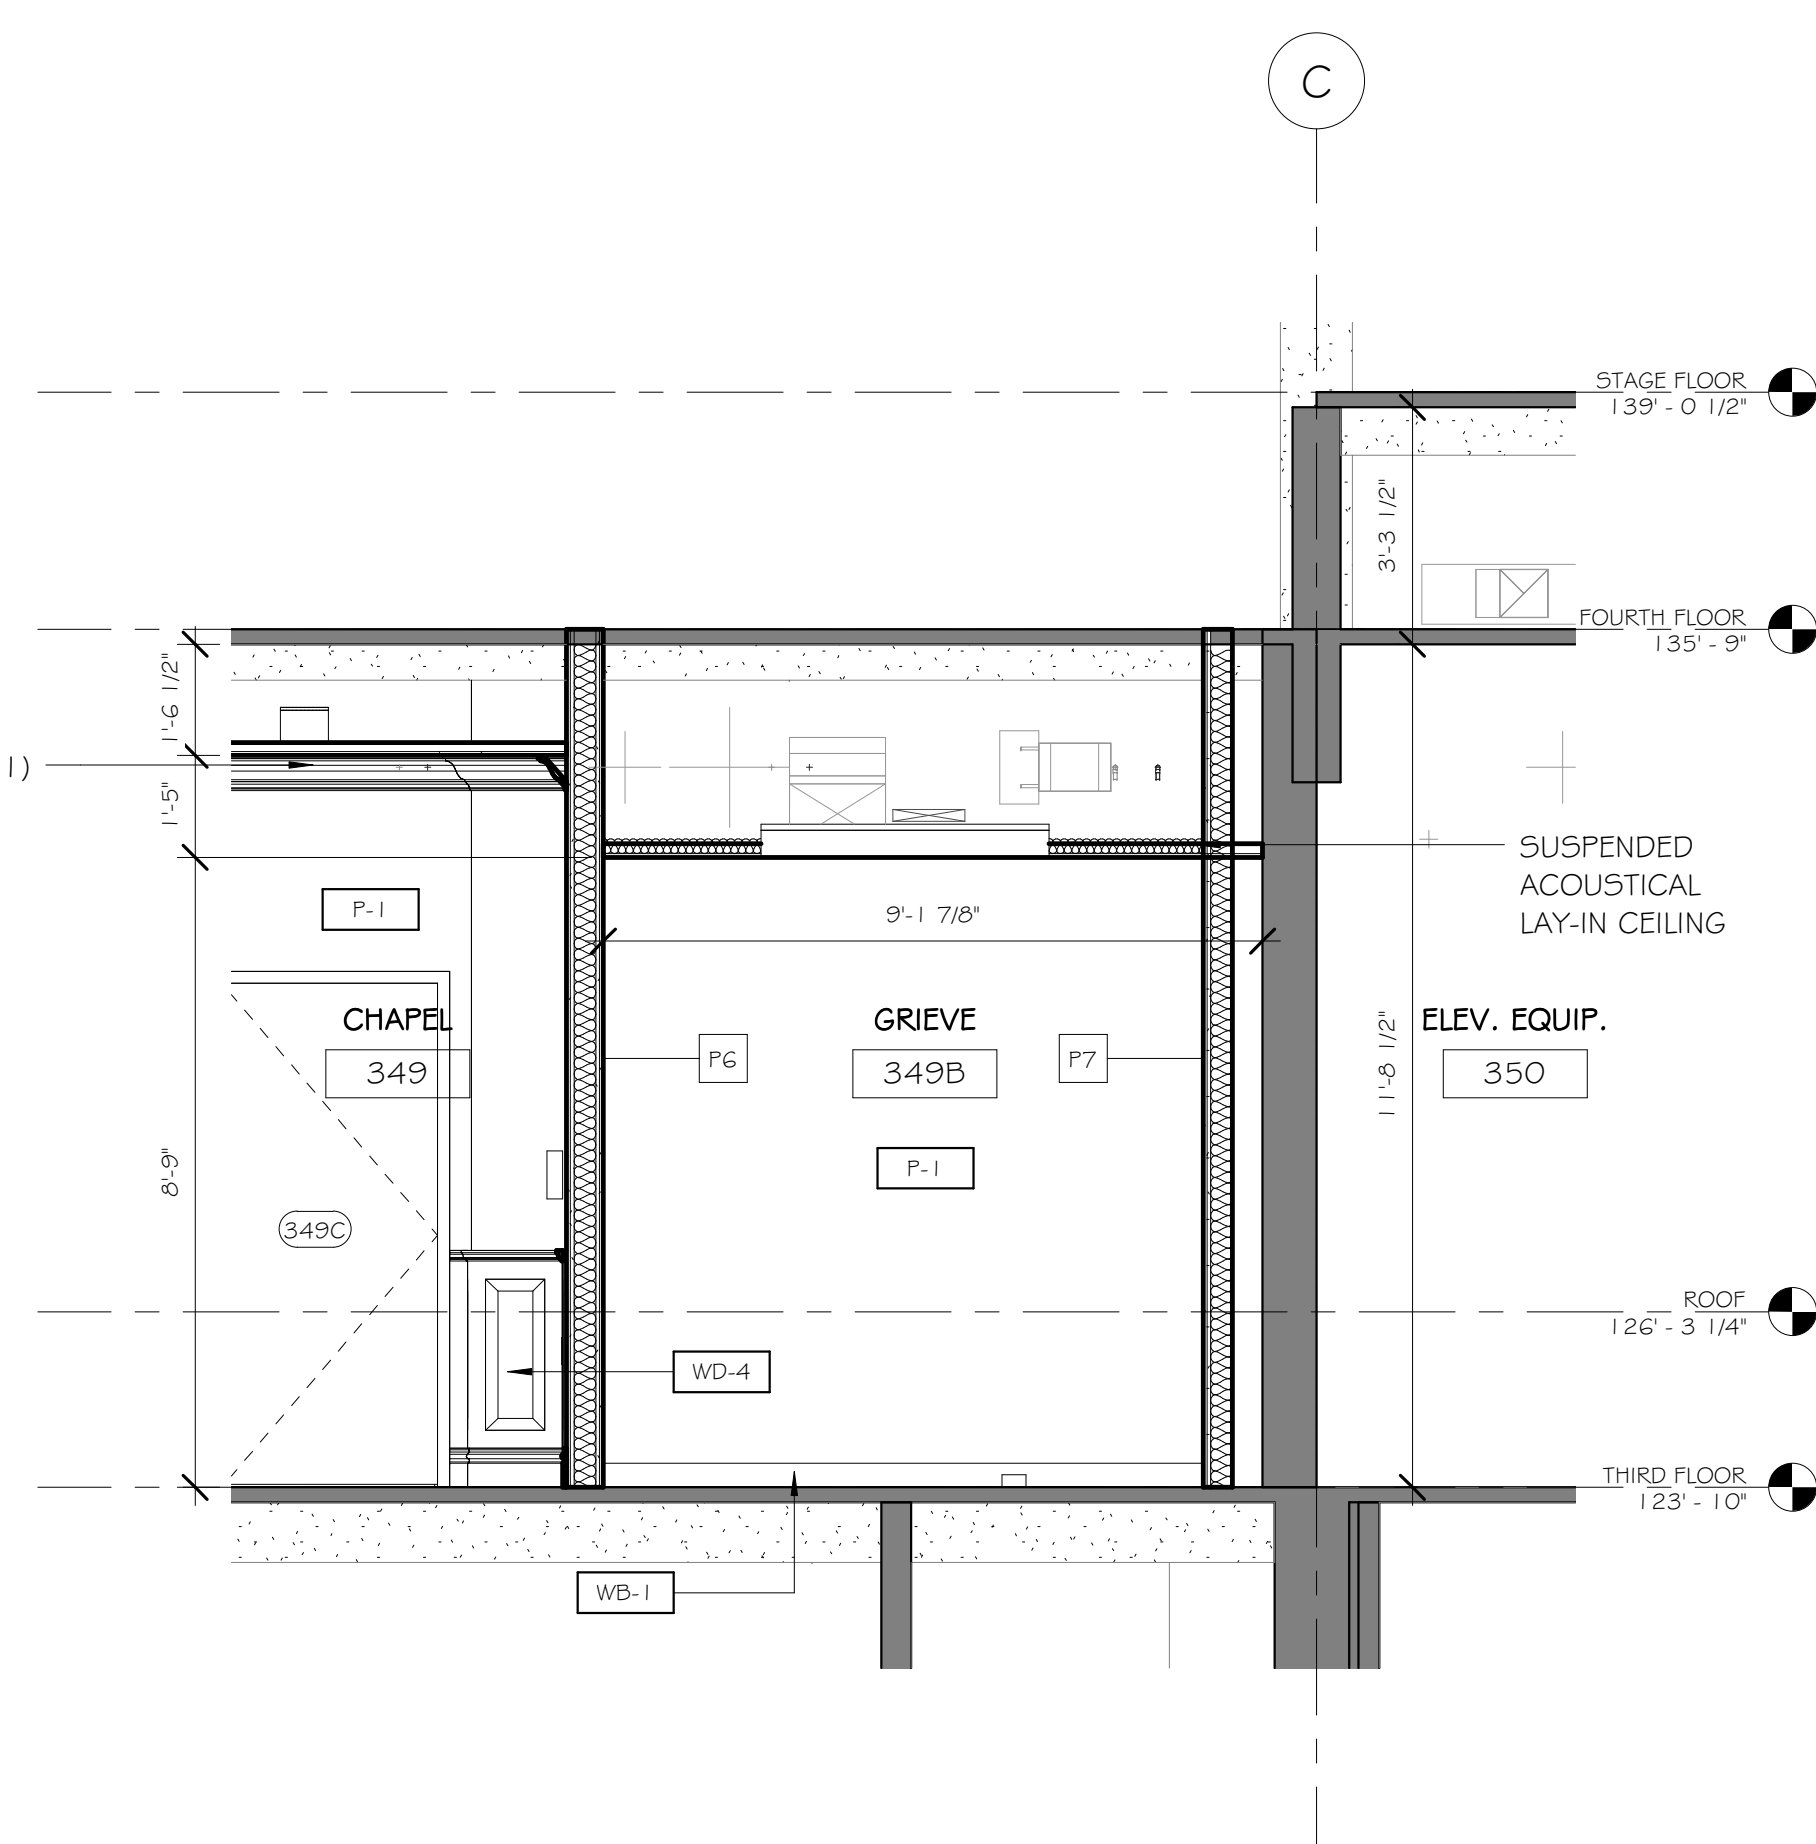 C
STAGE FLOOR
139' - 0 1/2"
3'-3 1/2"
FOURTH FLOOR
135' - 9"
1'-6 1/2"
1)
1'-5"
SUSPENDED
ACOUSTICAL
LAY-IN CEILING
P-1
9'-1 7/8"
CHAPEL
349
P6
GRIEVE
349B
P7
11'-8 1/2"
ELEV. EQUIP.
350
8'-9"
P-1
349C
ROOF
126' - 3 1/4"
WD-4
THIRD FLOOR
123' - 10"
WB-1